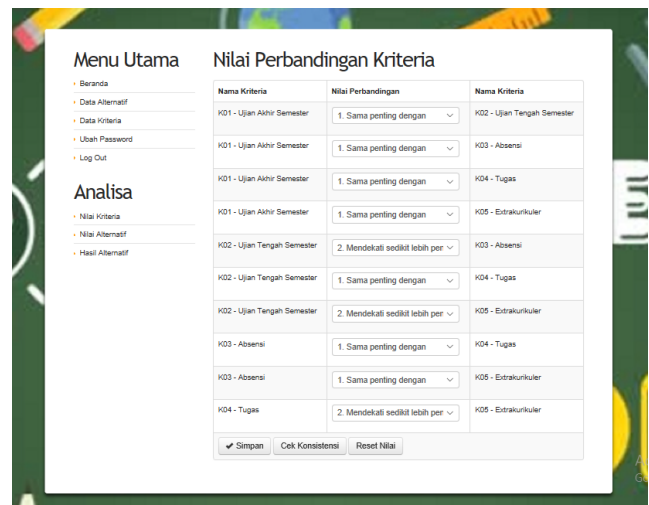 Menu Utama
Beranda
Data Alternatif
Data Kriteria
Ubah Password
Log Out
Analisa
Nilai Kriteria
Nilai Alternatif
Hasil Alternatif
Nilai Perbandingan Kriteria
Nama Kriteria Nilai Perbandingan Nama Kriteria
K01 - Ujian Akhir Semester 1. Sama penting dengan K02 - Ujian Tengah Semester
K01 - Ujian Akhir Semester 1. Sama penting dengan K03 - Absensi
K01 - Ujian Akhir Semester 1. Sama penting dengan K04 - Tugas
K01 - Ujian Akhir Semester 1. Sama penting dengan K05 - Extrakurikuler
K02 - Ujian Tengah Semester 2. Mendekati sedikit lebih per K03 - Absensi
K02 - Ujian Tengah Semester 1. Sama penting dengan K04 - Tugas
K02 - Ujian Tengah Semester 2. Mendekati sedikit lebih per K05 - Extrakurikuler
K03 - Absensi 1. Sama penting dengan K04 - Tugas
K03 - Absensi 1. Sama penting dengan K05 - Extrakurikuler
K04 - Tugas 2. Mendekati sedikit lebih per K05 - Extrakurikuler
Simpan Cek Konsistensi Reset Nilai